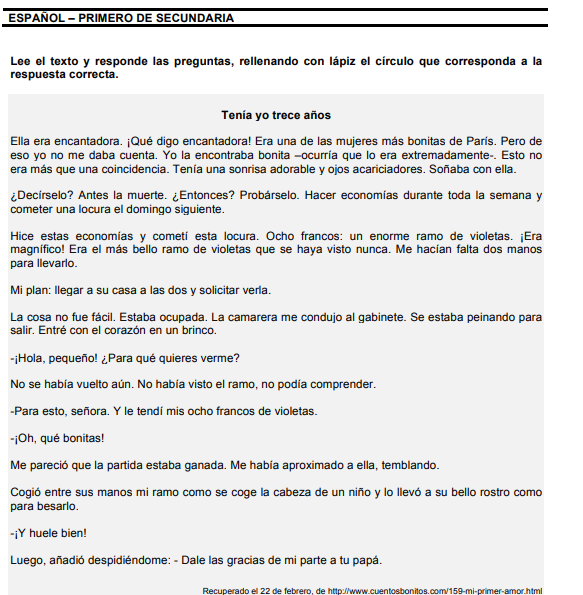 ESPAÑOL – PRIMERO DE SECUNDARIA
Lee el texto y responde las preguntas, rellenando con lápiz el círculo que corresponda a la
respuesta correcta.
Tenía yo trece años
Ella era encantadora. ¡Qué digo encantadora! Era una de las mujeres más bonitas de París. Pero de
eso yo no me daba cuenta. Yo la encontraba bonita –ocurría que lo era extremadamente-. Esto no
era más que una coincidencia. Tenía una sonrisa adorable y ojos acariciadores. Soñaba con ella.
¿Decírselo? Antes la muerte. ¿Entonces? Probárselo. Hacer economías durante toda la semana y
cometer una locura el domingo siguiente.
Hice estas economías y cometí esta locura. Ocho francos: un enorme ramo de violetas. ¡Era
magnífico! Era el más bello ramo de violetas que se haya visto nunca. Me hacían falta dos manos
para llevarlo.
Mi plan: llegar a su casa a las dos y solicitar verla.
La cosa no fue fácil. Estaba ocupada. La camarera me condujo al gabinete. Se estaba peinando para
salir. Entré con el corazón en un brinco.
-¡Hola, pequeño! ¿Para qué quieres verme?
No se había vuelto aún. No había visto el ramo, no podía comprender.
-Para esto, señora. Y le tendí mis ocho francos de violetas.
-¡Oh, qué bonitas!
Me pareció que la partida estaba ganada. Me había aproximado a ella, temblando.
Cogió entre sus manos mi ramo como se coge la cabeza de un niño y lo llevó a su bello rostro como
para besarlo.
-¡Y huele bien!
Luego, añadió despidiéndome: - Dale las gracias de mi parte a tu papá.
Recuperado el 22 de febrero, de http://www.cuentosbonitos.com/159-mi-primer-amor.html